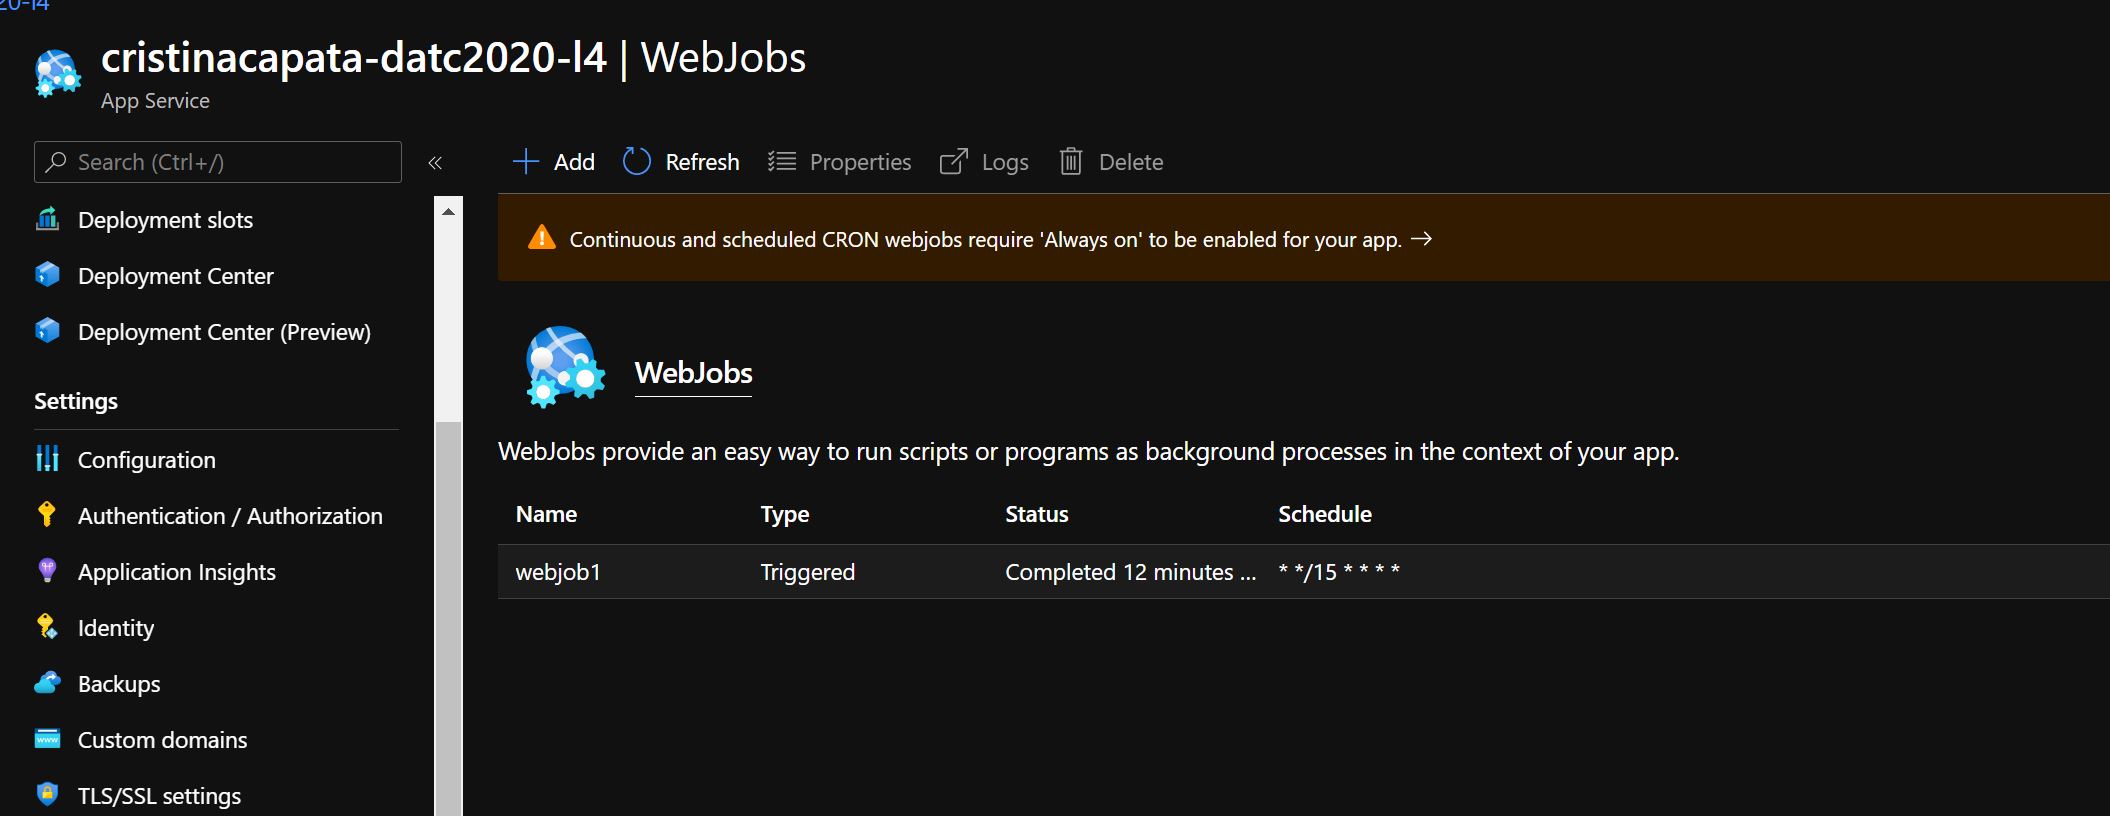 20-l4
cristinacapata-datc2020-l4 | WebJobs
App Service
Search (Ctrl+/)
«
Add
Refresh
Properties
Logs
Delete
Deployment slots
Deployment Center
Deployment Center (Preview)
Settings
Configuration
Authentication / Authorization
Application Insights
Identity
Backups
Custom domains
TLS/SSL settings
Continuous and scheduled CRON webjobs require 'Always on' to be enabled for your app. →
WebJobs
WebJobs provide an easy way to run scripts or programs as background processes in the context of your app.
Name Type Status Schedule
webjob1 Triggered Completed 12 minutes ... * */15 * * * *